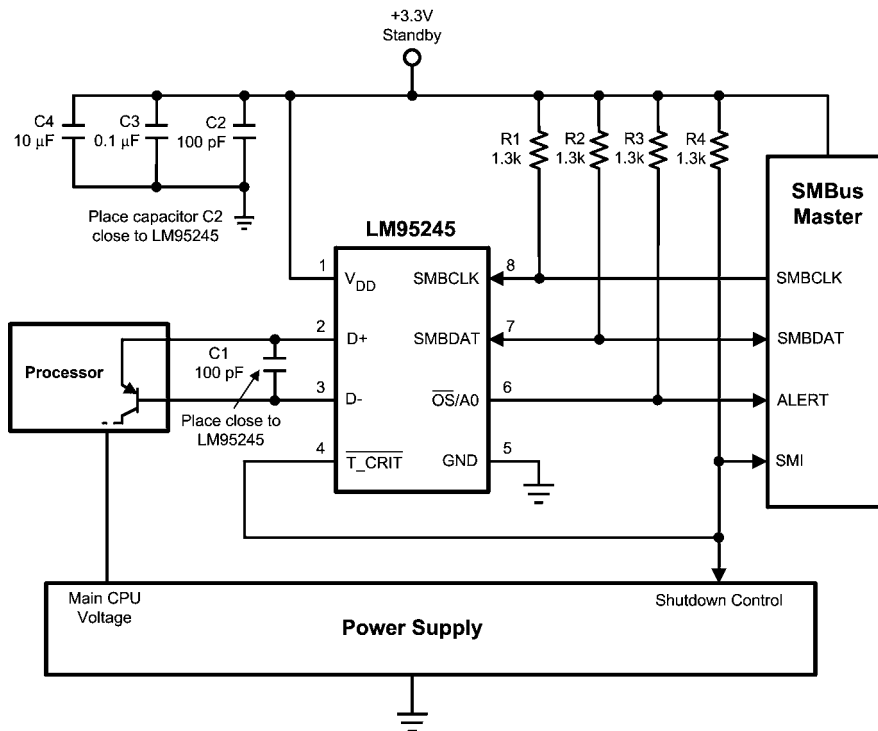 +3.3V
Standby
C4
10 μF
C3
0.1 μF
C2
100 pF
R1
1.3k
R2
1.3k
R3
1.3k
R4
1.3k
Place capacitor C2
close to LM95245
LM95245
SMBus
Master
1
VDD
SMBCLK
8
SMBCLK
2
D+
SMBDAT
7
SMBDAT
Processor
C1
100 pF
3
D-
OS/A0
6
ALERT
Place close to
LM95245
4
T_CRIT
GND
5
SMI
Main CPU
Voltage
Shutdown Control
Power Supply